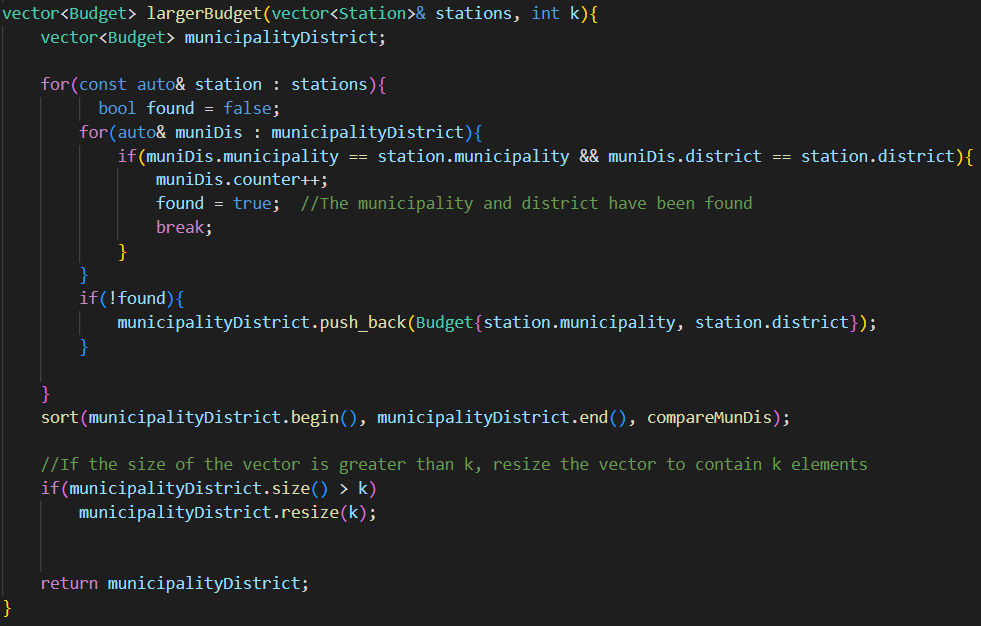 vector<Budget> largerBudget(vector<Station>& stations, int k){
    vector<Budget> municipalityDistrict;

    for(const auto& station : stations){
          bool found = false;
        for(auto& muniDis : municipalityDistrict){
            if(muniDis.municipality == station.municipality && muniDis.district == station.district){
                muniDis.counter++;
                found = true;  //The municipality and district have been found
                break;
            }
        }
        if(!found){
            municipalityDistrict.push_back(Budget{station.municipality, station.district});
        }

    }
    sort(municipalityDistrict.begin(), municipalityDistrict.end(), compareMunDis);

    //If the size of the vector is greater than k, resize the vector to contain k elements
    if(municipalityDistrict.size() > k)
        municipalityDistrict.resize(k);


    return municipalityDistrict;
}